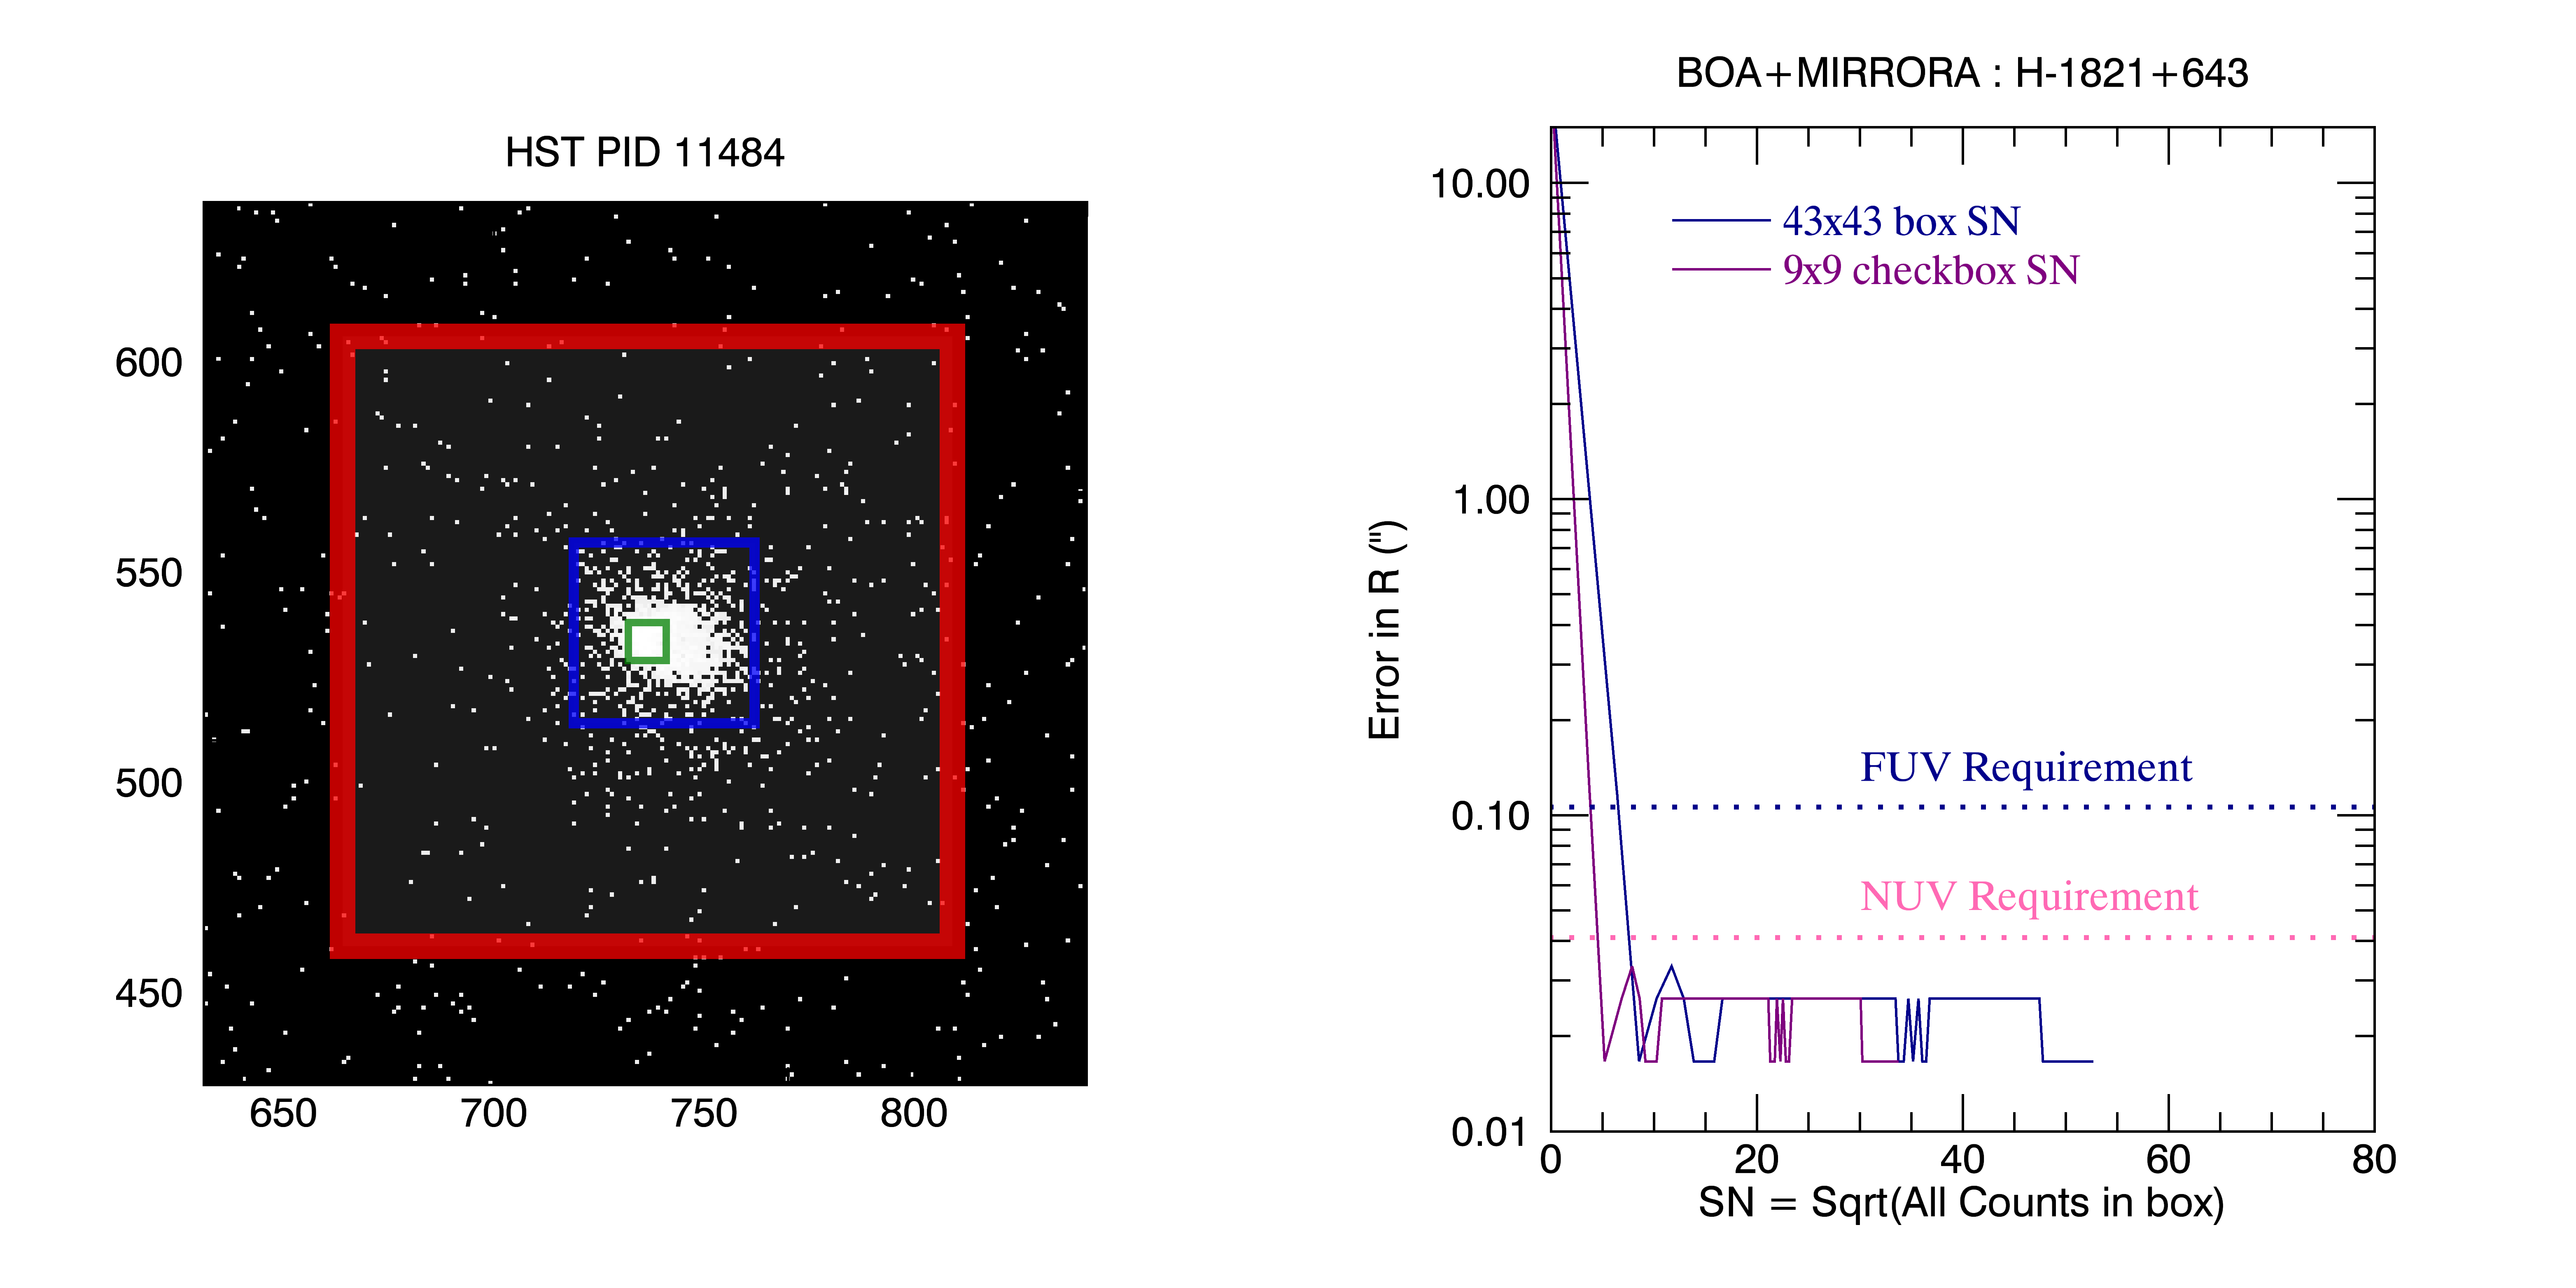 HST PID 11484
600
550
500
450
650 700 750 800
BOA+MIRRORA : H-1821+643
10.00
1.00
0.10
0.01
Error in R (")
43x43 box SN
9x9 checkbox SN
FUV Requirement
NUV Requirement
0 20 40 60 80
SN = Sqrt(All Counts in box)